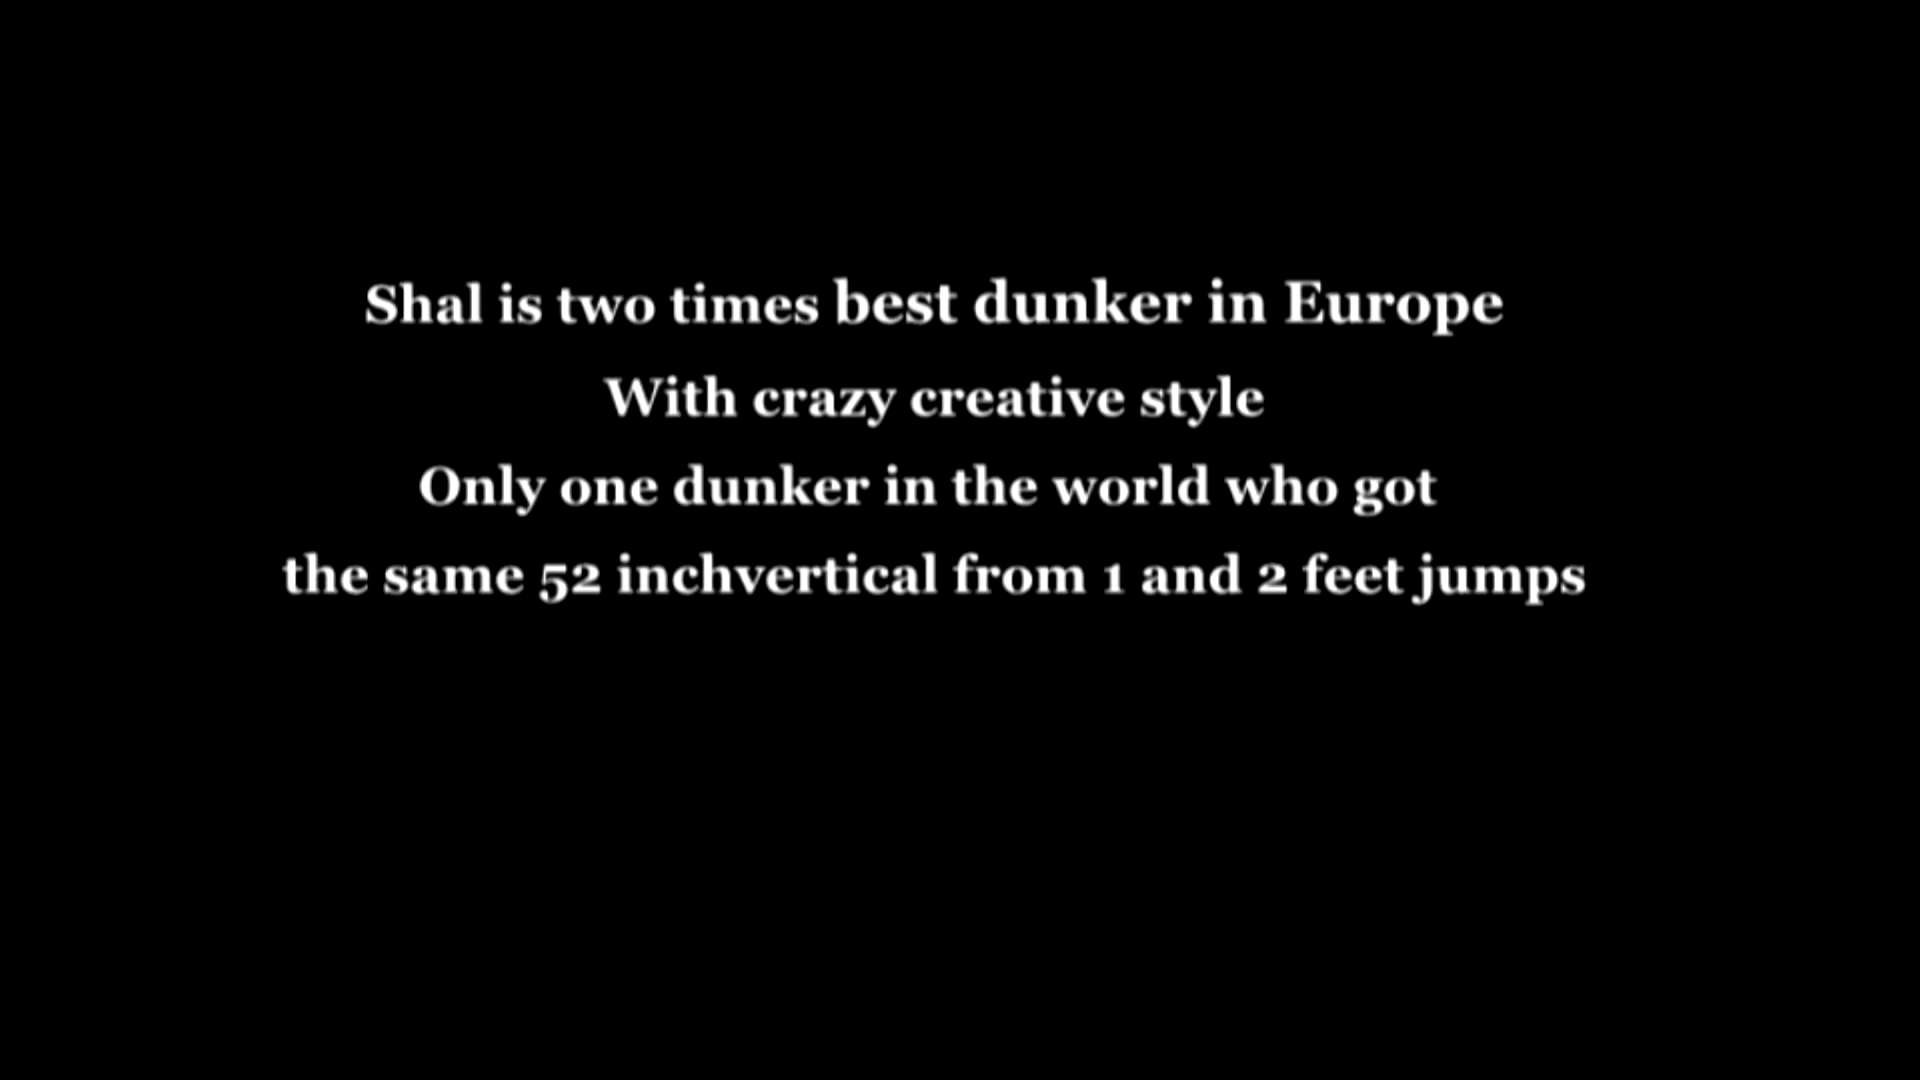 Shal is two times best dunker in Europe
With crazy creative style
Only one dunker in the world who got
the same 52 inchvertical from 1 and 2 feet jumps